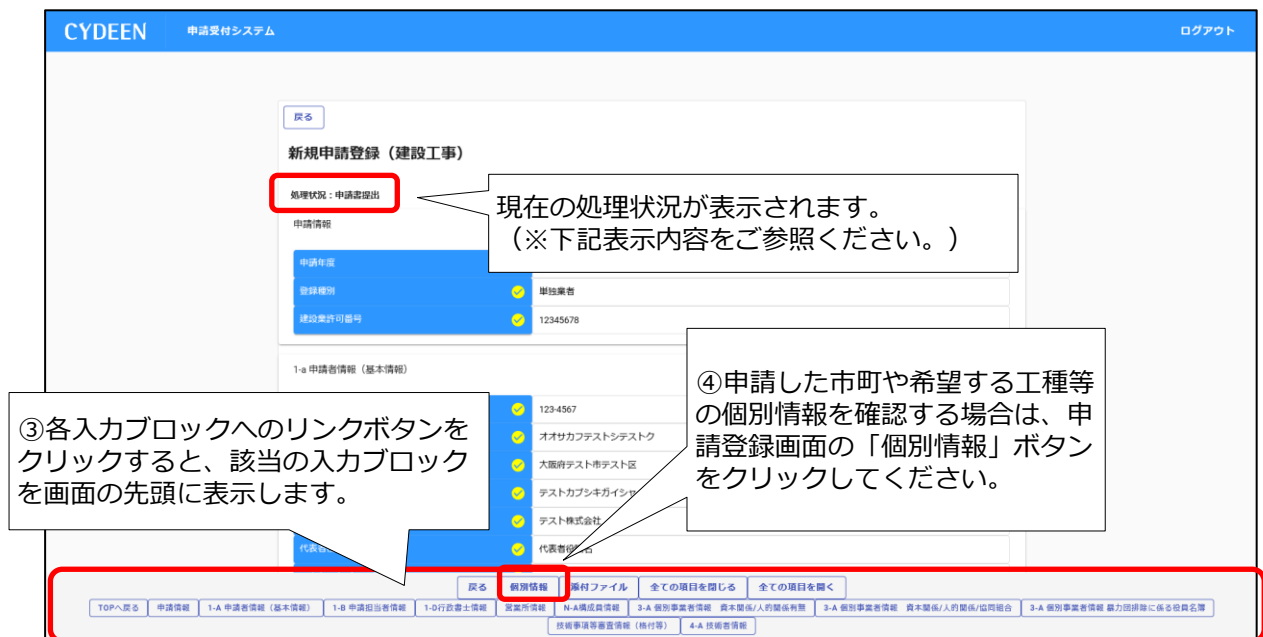 CYDEEN 申請受付システム ログアウト
戻る
新規申請登録（建設工事）
処理状況：申請書提出
現在の処理状況が表示されます。
（※下記表示内容をご参照ください。）
申請情報
申請年度
登録種別 単独業者
建設業許可番号 12345678
1-a 申請者情報（基本情報）
④申請した市町や希望する工種等
の個別情報を確認する場合は、申
請登録画面の「個別情報」ボタン
をクリックしてください。
③各入力ブロックへのリンクボタンを
クリックすると、該当の入力ブロック
を画面の先頭に表示します。
123-4567
オオサカフテストシテストク
大阪府テスト市テスト区
テストカブシキガイシャ
テスト株式会社
代表者
戻る 個別情報 添付ファイル 全ての項目を閉じる 全ての項目を開く
TOPへ戻る 申請情報 1-A 申請者情報（基本情報） 1-B 申請担当者情報 1-D行政書士情報 営業所情報 N-A構成員情報 3-A 個別事業者情報 資本関係/人的関係有無 3-A 個別事業者情報 資本関係/人的関係/協同組合 3-A 個別事業者情報 暴力団排除に係る役員名簿
技術事項等審査情報（格付等） 4-A 技術者情報